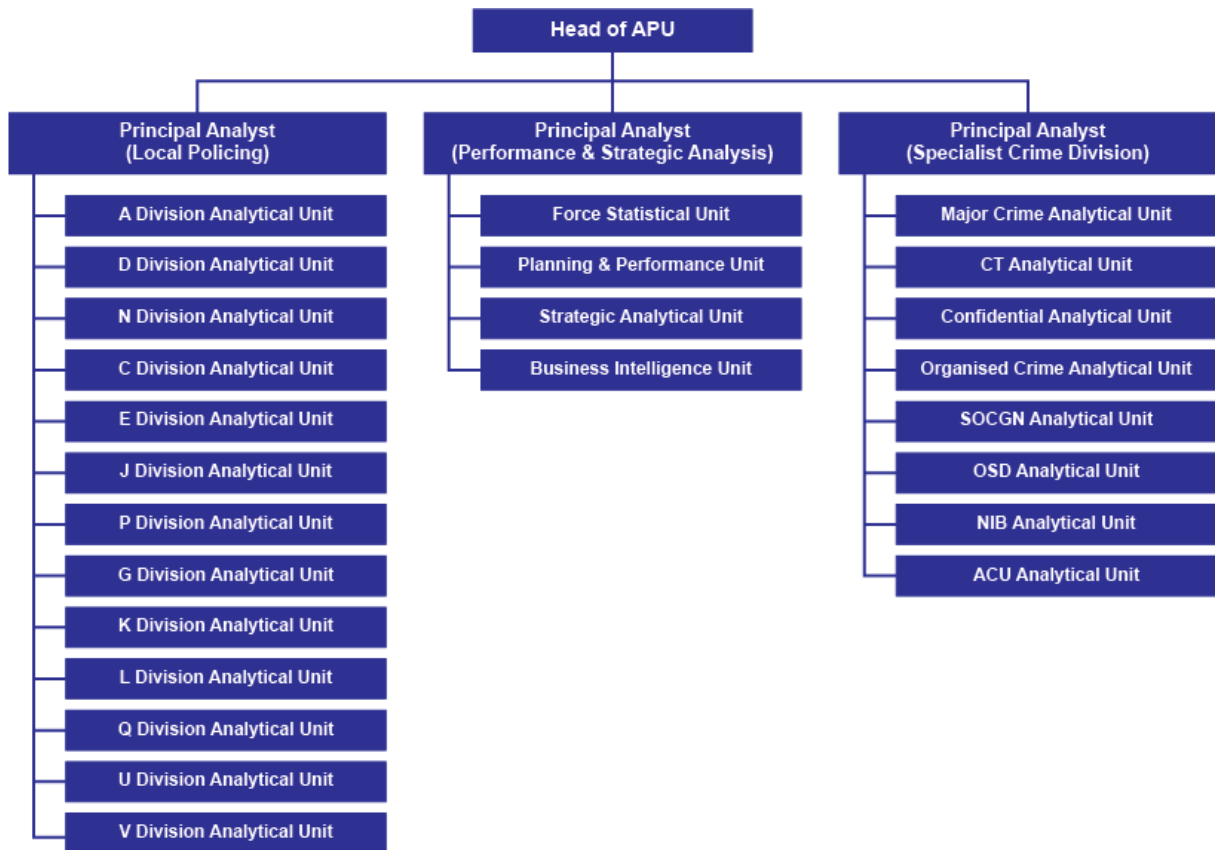 Head of APU
Principal Analyst
(Local Policing)
A Division Analytical Unit
D Division Analytical Unit
N Division Analytical Unit
C Division Analytical Unit
E Division Analytical Unit
J Division Analytical Unit
P Division Analytical Unit
G Division Analytical Unit
K Division Analytical Unit
L Division Analytical Unit
Q Division Analytical Unit
U Division Analytical Unit
V Division Analytical Unit
Principal Analyst
(Performance & Strategic Analysis)
Force Statistical Unit
Planning & Performance Unit
Strategic Analytical Unit
Business Intelligence Unit
Principal Analyst
(Specialist Crime Division)
Major Crime Analytical Unit
CT Analytical Unit
Confidential Analytical Unit
Organised Crime Analytical Unit
SOCGN Analytical Unit
OSD Analytical Unit
NIB Analytical Unit
ACU Analytical Unit